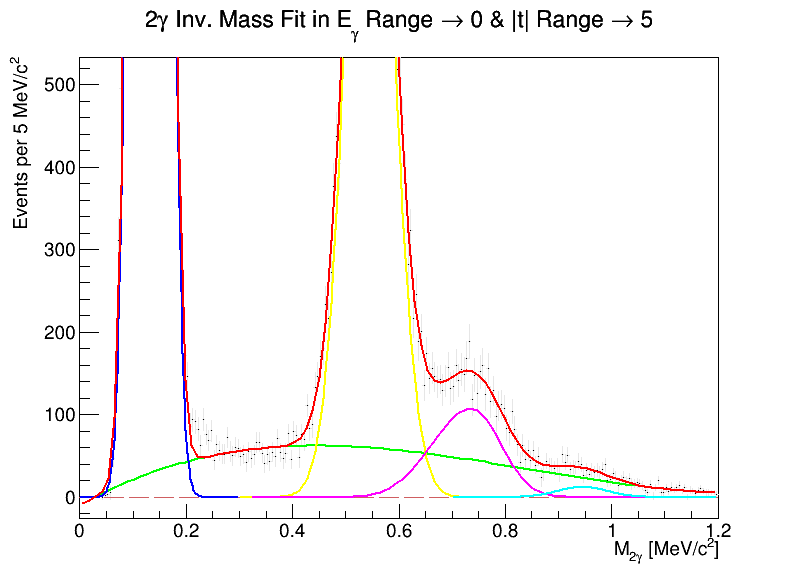 2γ Inv. Mass Fit in Eγ Range → 0 & |t| Range → 5
Events per 5 MeV/c²
500
400
300
200
100
0
0 0.2 0.4 0.6 0.8 1 1.2
M2γ [MeV/c²]